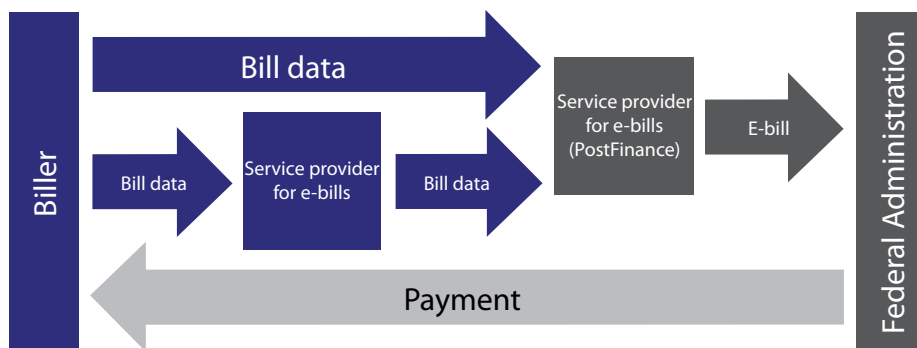 Biller
Bill data
Bill data
Service provider
for e-bills
Bill data
Service provider
for e-bills
(PostFinance)
E-bill
Payment
Federal Administration